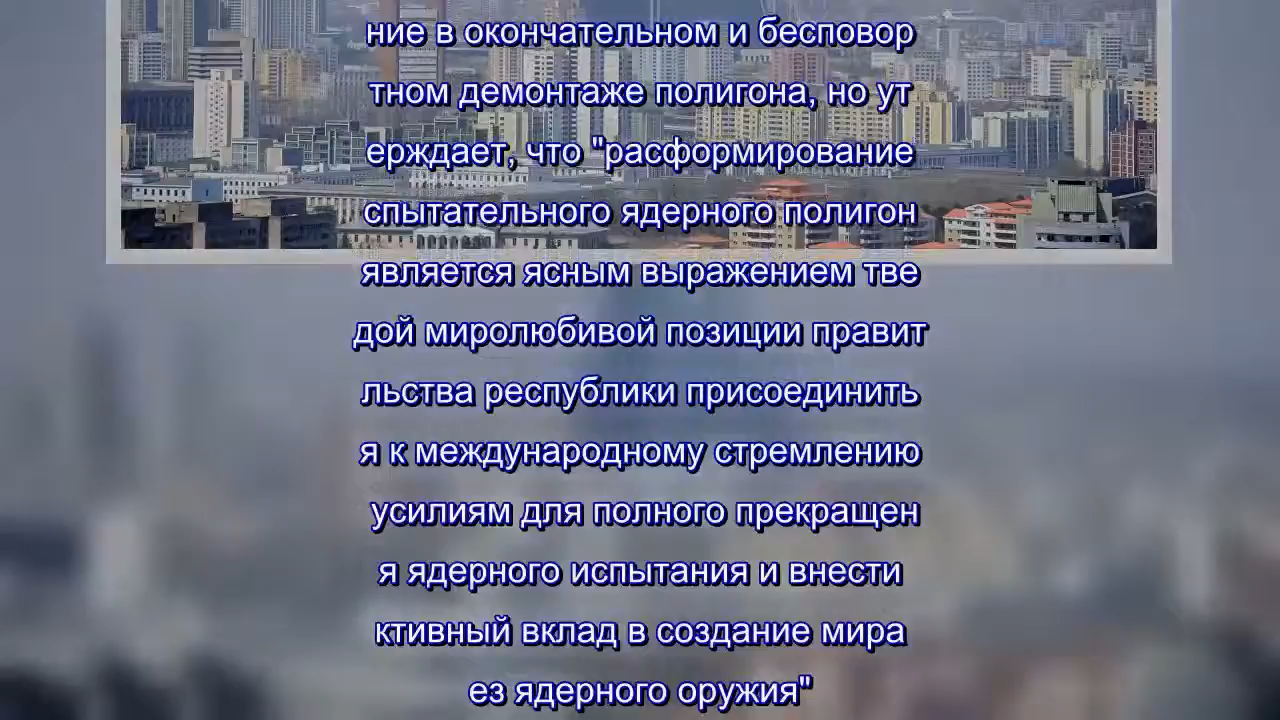 ние в окончательном и бесповор
тном демонтаже полигона, но ут
ерждает, что "расформирование
спытательного ядерного полигон
является ясным выражением тве
дой миролюбивой позиции правит
льства республики присоединить
я к международному стремлению
усилиям для полного прекращен
я ядерного испытания и внести
ктивный вклад в создание мира
ез ядерного оружия"